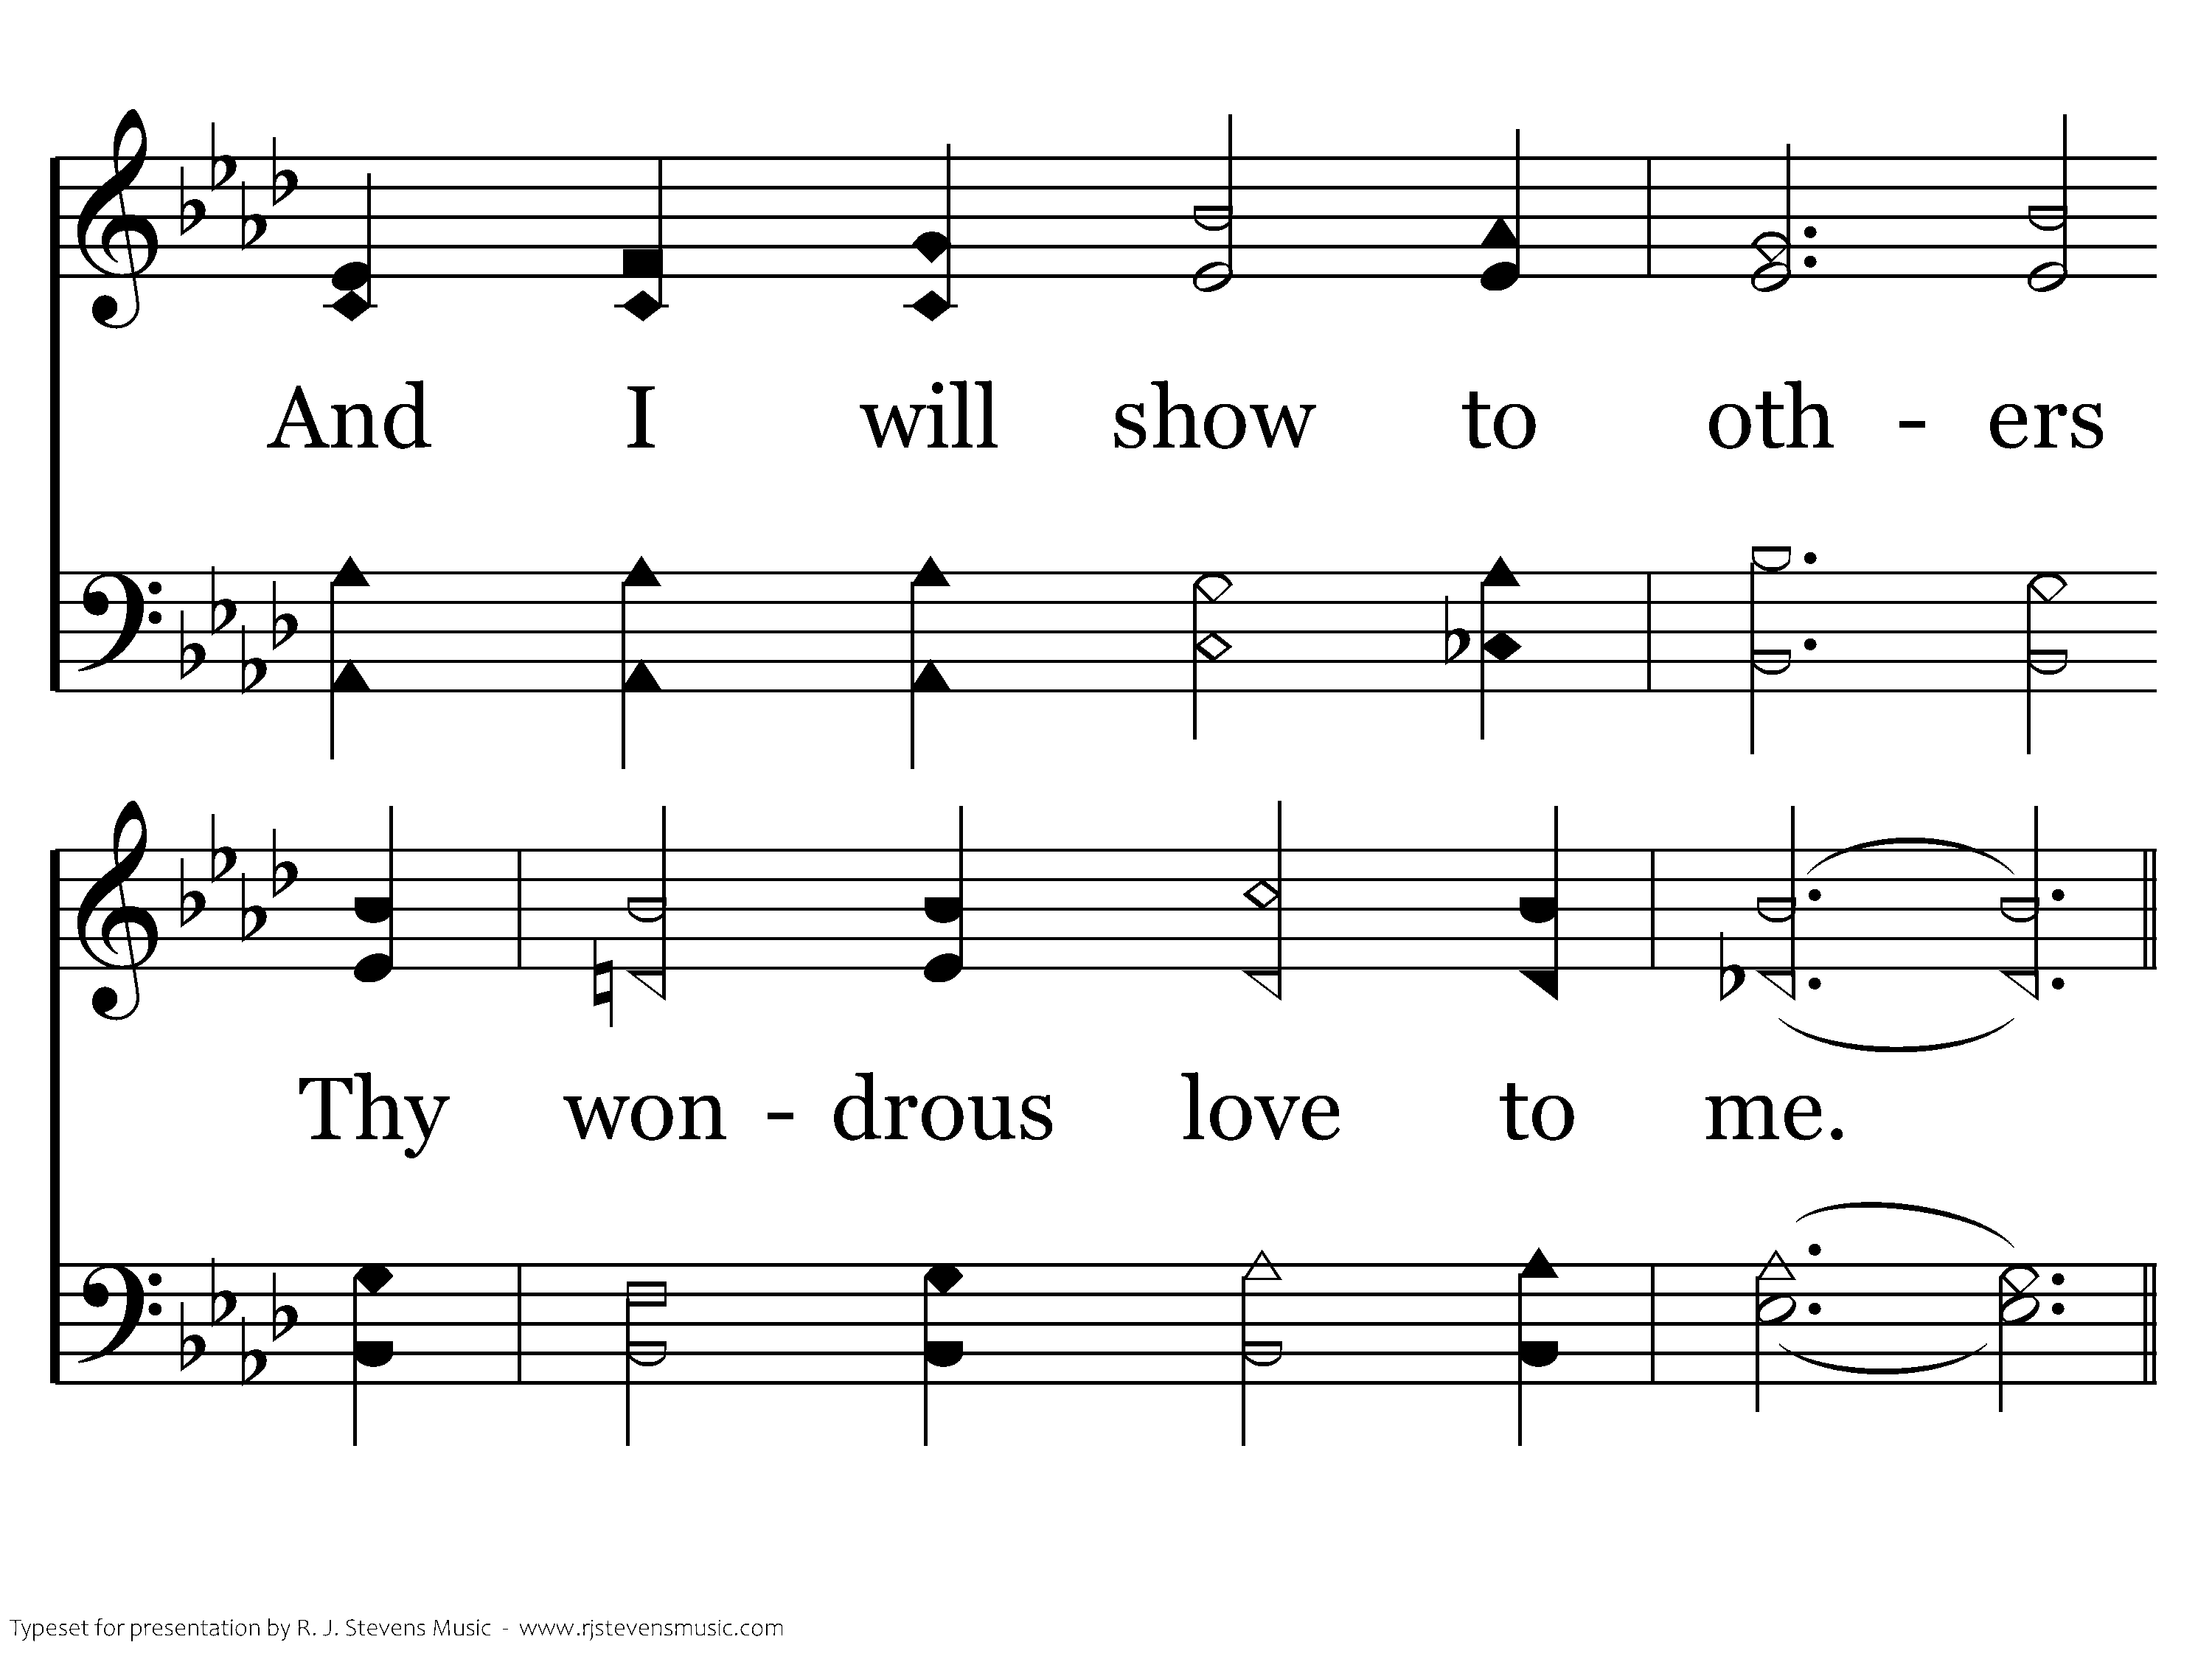 And I will show to oth - ers
Thy won - drous love to me.
Typeset for presentation by R. J. Stevens Music - www.rjstevensmusic.com